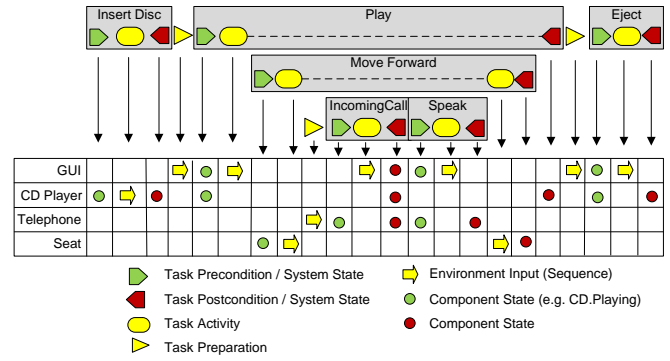 Insert Disc
Play
Eject
Move Forward
IncomingCall
Speak
GUI
CD Player
Telephone
Seat
Task Precondition / System State
Environment Input (Sequence)
Task Postcondition / System State
Component State (e.g. CD.Playing)
Task Activity
Component State
Task Preparation